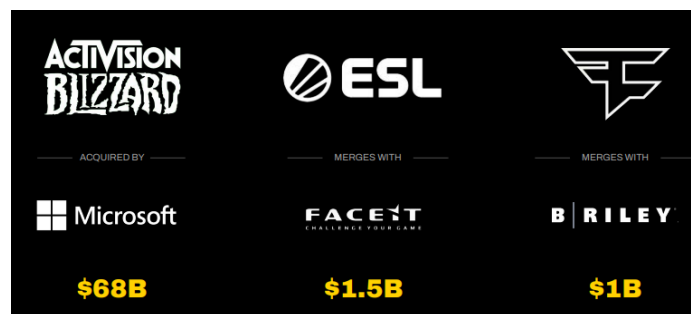 ACTIVISION
BLIZZARD
ACQUIRED BY
Microsoft
$68B
ESL
MERGES WITH
FACEIT
CHALLENGE YOUR GAME
$1.5B
MERGES WITH
B|RILEY
$1B